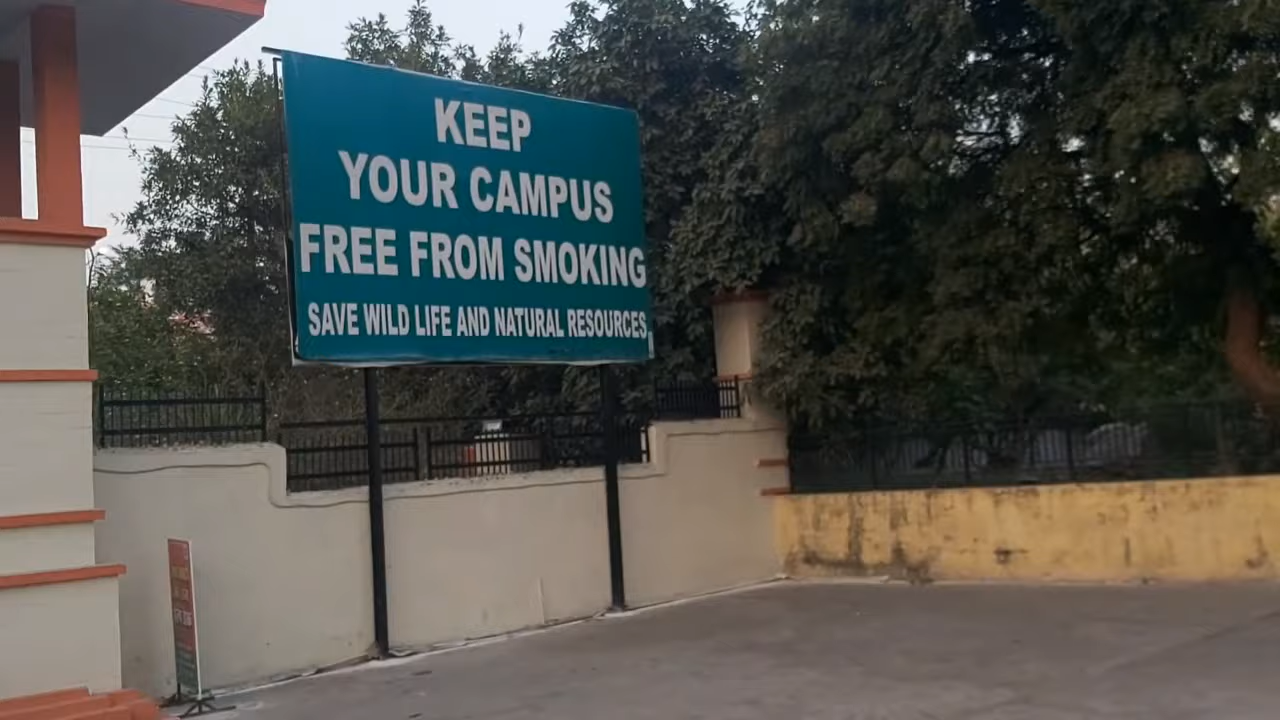 KEEP
YOUR CAMPUS
FREE FROM SMOKING
SAVE WILD LIFE AND NATURAL RESOURCES